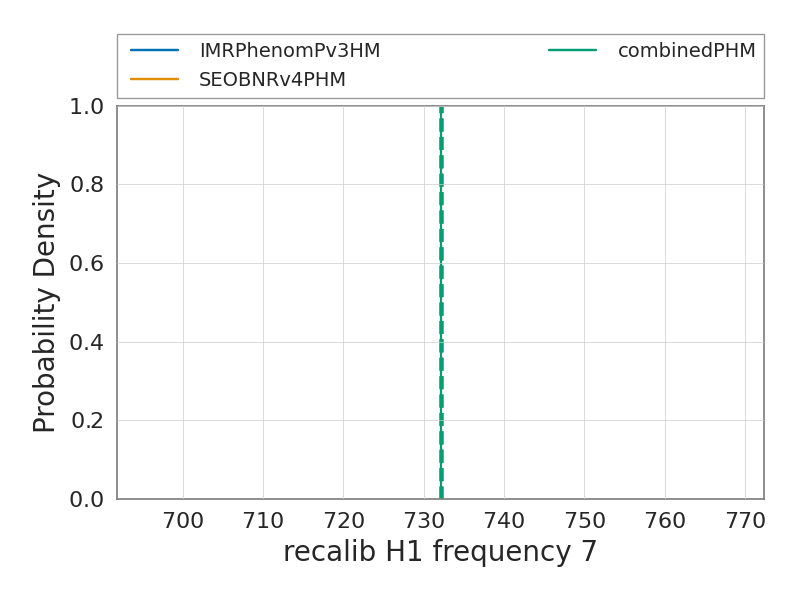 IMRPhenomPv3HM
SEOBNRv4PHM
combinedPHM
1.0
0.8
0.6
0.4
0.2
0.0
Probability Density
700 710 720 730 740 750 760 770
recalib H1 frequency 7